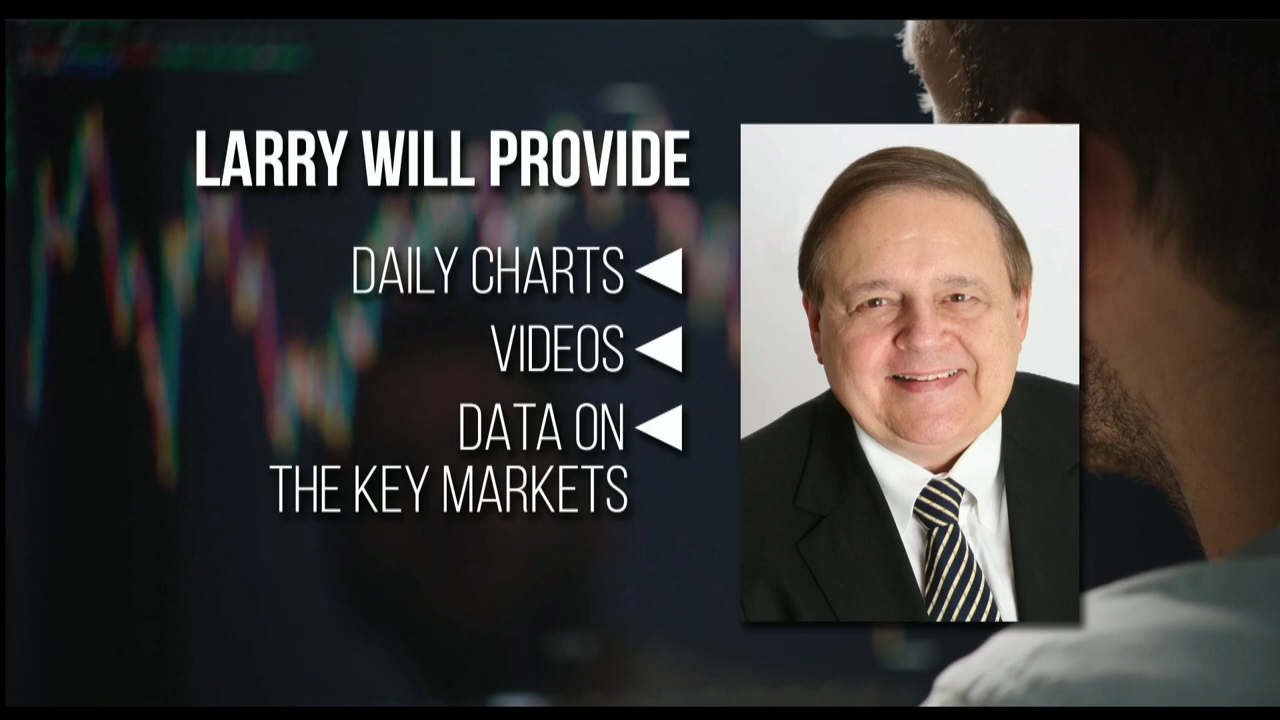 LARRY WILL PROVIDE
DAILY CHARTS
VIDEOS
DATA ON
THE KEY MARKETS